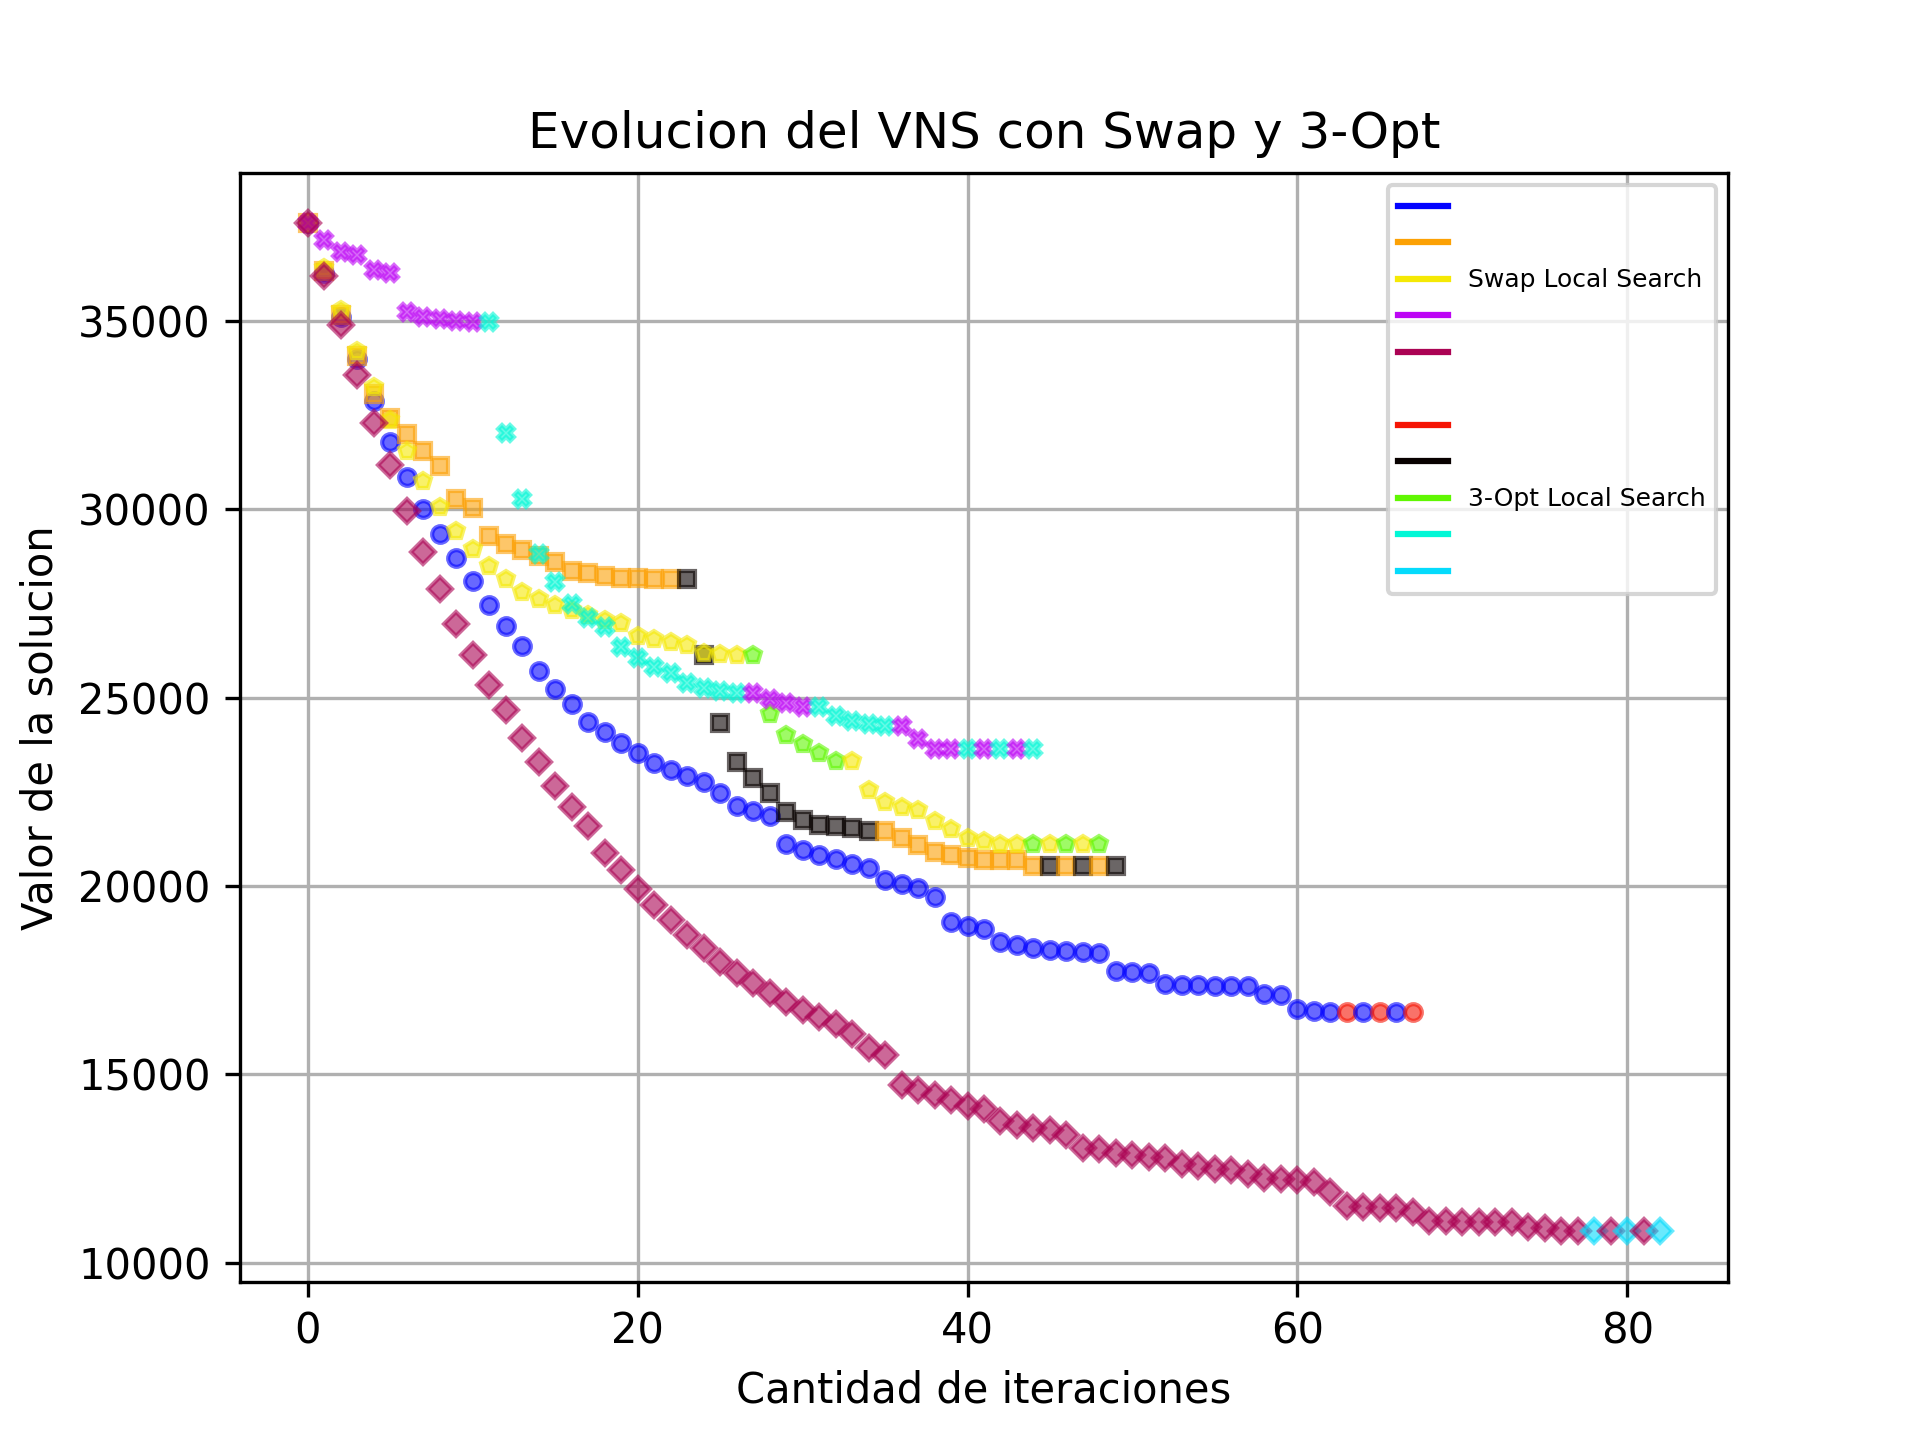 Evolucion del VNS con Swap y 3-Opt
Valor de la solucion
35000
30000
25000
20000
15000
10000
Swap Local Search
3-Opt Local Search
0 20 40 60 80
Cantidad de iteraciones